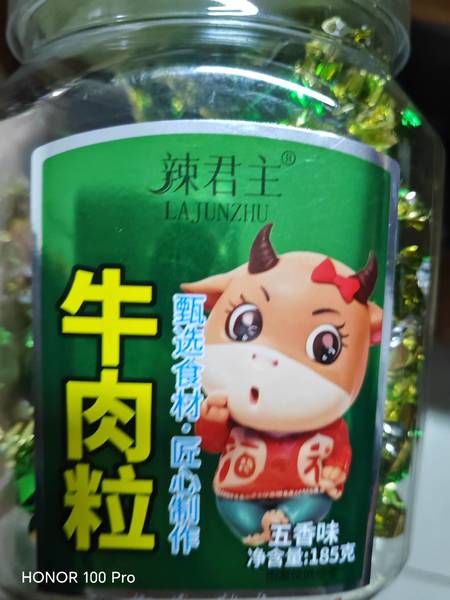 辣君主®
LAJUNZHU
牛肉粒
甄选食材·匠心制作
五香味
净含量:185克
HONOR 100 Pro